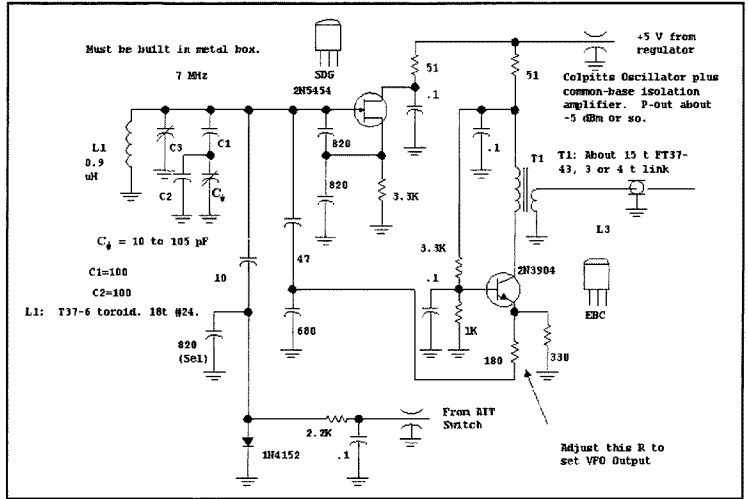 Must be built in metal box.
7 MHz
SDG
2N5454
51
.1
51
+5 V from
regulator
Colpitts Oscillator plus
common-base isolation
amplifier. P-out about
-5 dBm or so.
L1
0.9
uH
C3
C1
C2
C
820
820
3.3K
.1
T1
T1: About 15 t FT37-
43, 3 or 4 t link
L3
C = 10 to 105 pF
C1=100
C2=100
L1: T37-6 toroid. 18t #24.
10
47
3.3K
.1
1K
2N3904
EBC
820
(Sel)
680
180
330
From RIT
Switch
2.2K
1N4152
.1
Adjust this R to
set VFO Output